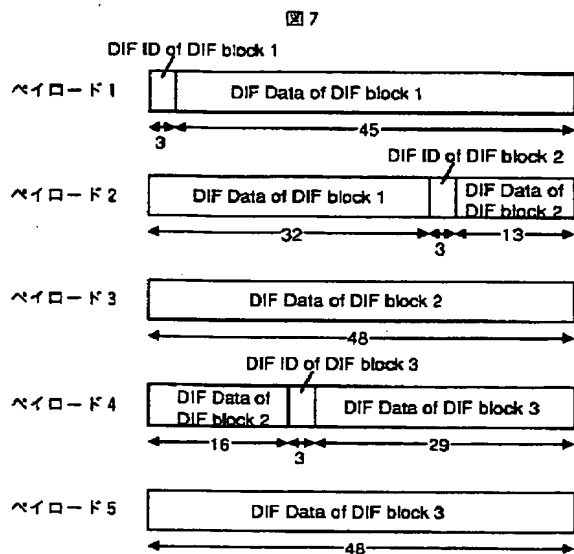 図7
DIF ID of DIF block 1
ペイロード1
DIF Data of DIF block 1
3
45
DIF ID of DIF block 2
ペイロード2
DIF Data of DIF block 1
DIF Data of
DIF block 2
32
3
13
ペイロード3
DIF Data of DIF block 2
48
DIF ID of DIF block 3
ペイロード4
DIF Data of
DIF block 2
DIF Data of DIF block 3
16
3
29
ペイロード5
DIF Data of DIF block 3
48